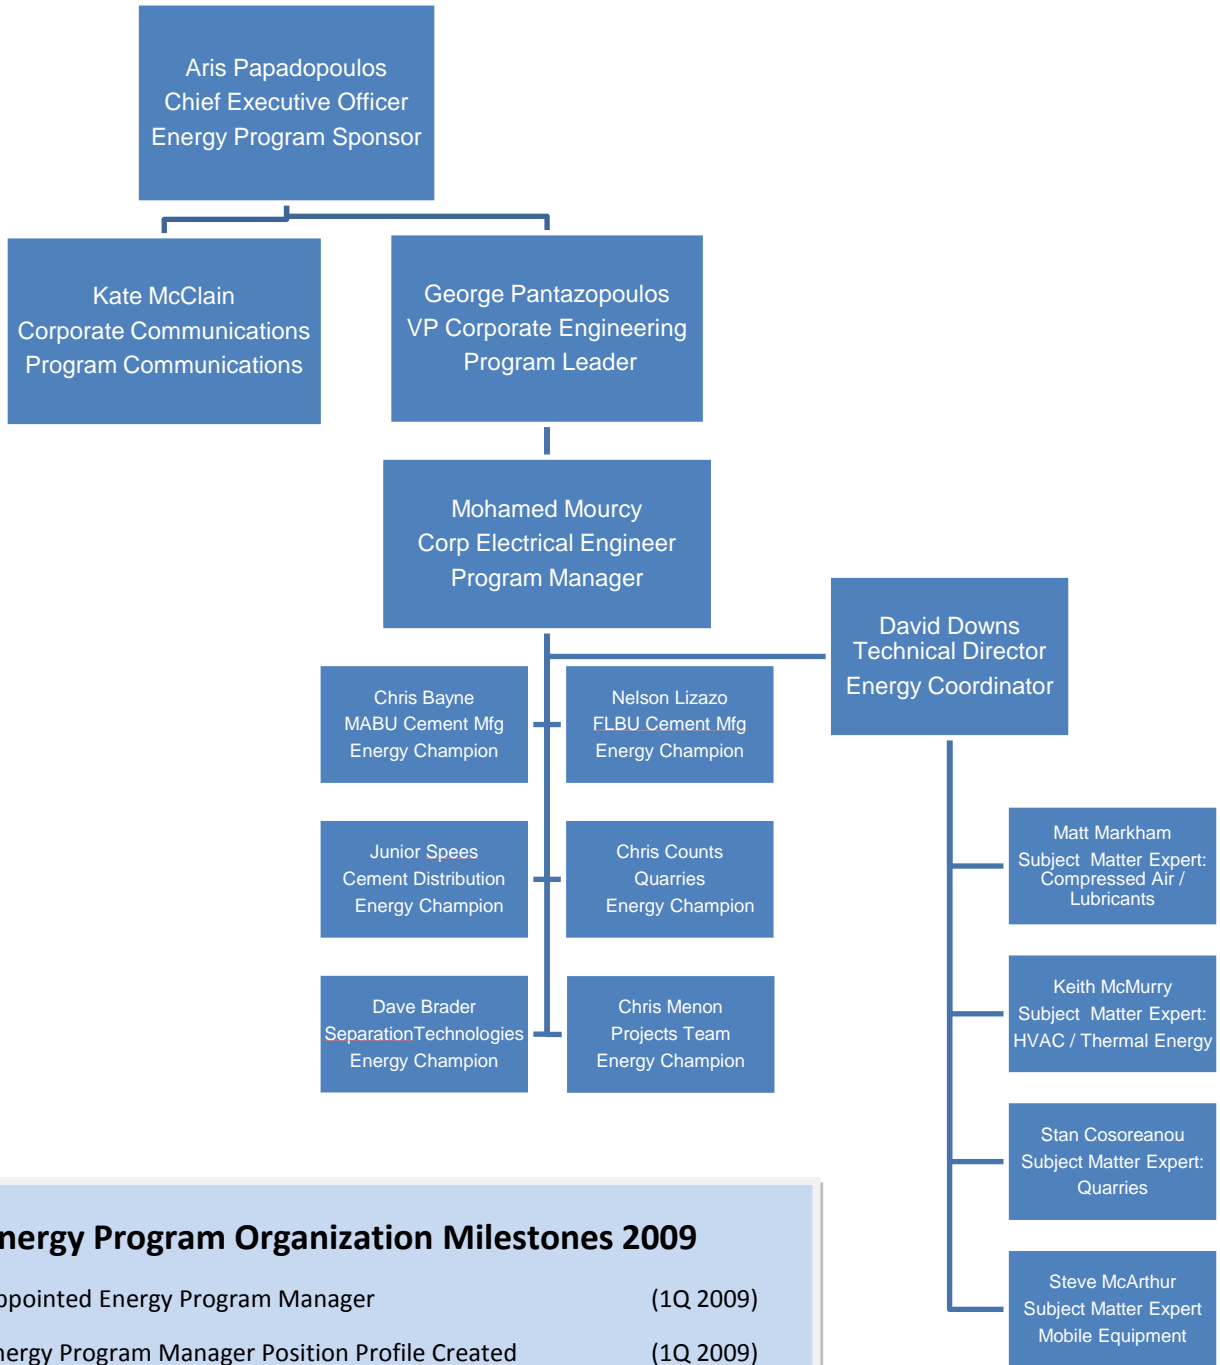 Aris Papadopoulos
Chief Executive Officer
Energy Program Sponsor
Kate McClain
Corporate Communications
Program Communications
George Pantazopoulos
VP Corporate Engineering
Program Leader
Mohamed Mourcy
Corp Electrical Engineer
Program Manager
David Downs
Technical Director
Energy Coordinator
Chris Bayne
MABU Cement Mfg
Energy Champion
Nelson Lizazo
FLBU Cement Mfg
Energy Champion
Junior Spees
Cement Distribution
Energy Champion
Chris Counts
Quarries
Energy Champion
Dave Brader
SeparationTechnologies
Energy Champion
Chris Menon
Projects Team
Energy Champion
Matt Markham
Subject Matter Expert:
Compressed Air /
Lubricants
Keith McMurry
Subject Matter Expert:
HVAC / Thermal Energy
Stan Cosoreanou
Subject Matter Expert:
Quarries
Steve McArthur
Subject Matter Expert
Mobile Equipment
nergy Program Organization Milestones 2009
ppointed Energy Program Manager (1Q 2009)
nergy Program Manager Position Profile Created (1Q 2009)